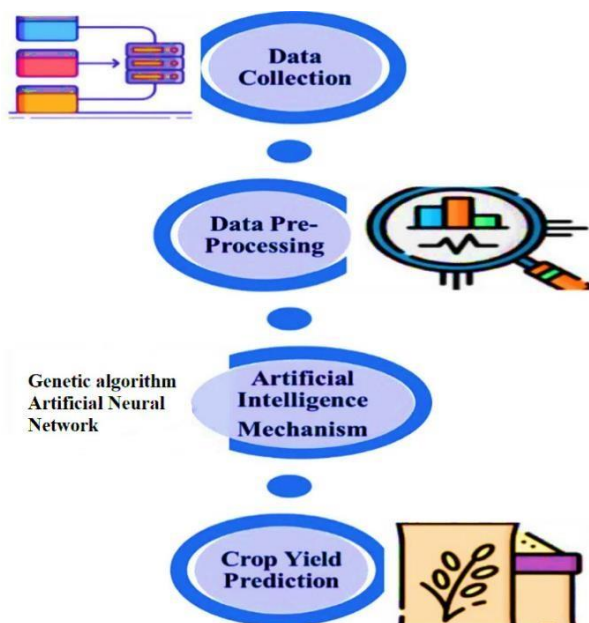 Data
Collection
Data Pre-
Processing
Genetic algorithm
Artificial Neural
Network
Artificial
Intelligence
Mechanism
Crop Yield
Prediction